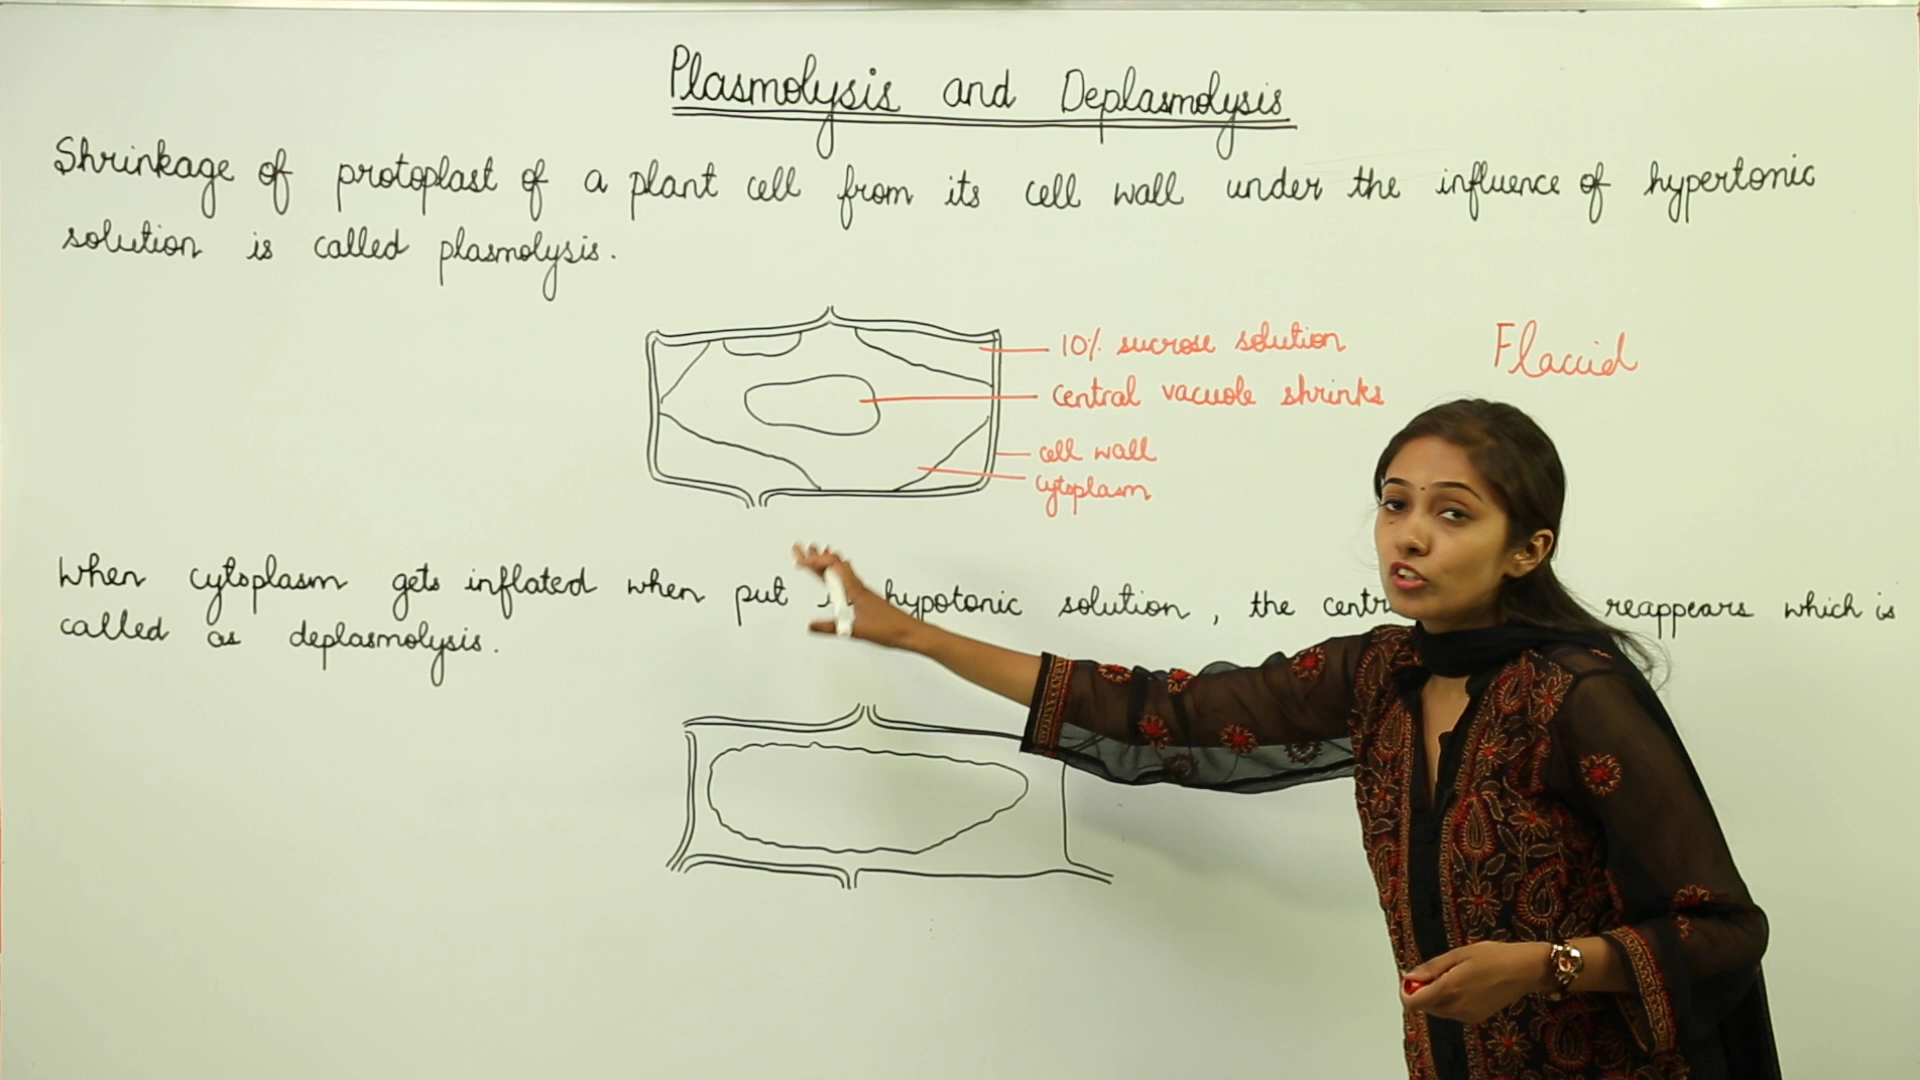 Plasmolysis and Deplasmolysis
Shrinkage of protoplast of a plant cell from its cell wall under the influence of hypertonic
solution is called plasmolysis.
10% sucrose solution
Flaccid
central vacuole shrinks
cell wall
cytoplasm
When cytoplasm gets inflated when put hypotonic solution, the reappears which is
called as deplasmolysis.